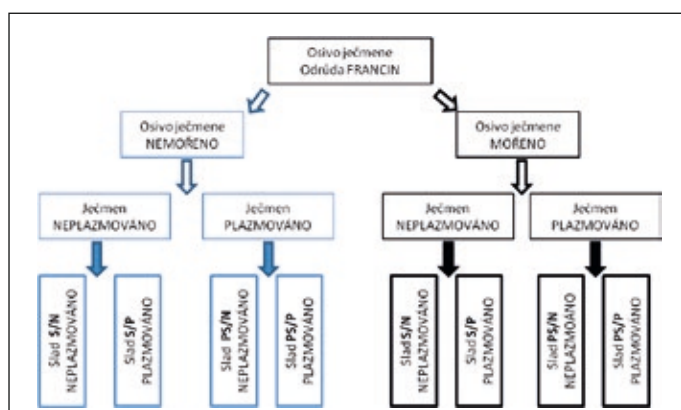 Osivo ječmene
Odrůda FRANCIN
Osivo ječmene
NEMOŘENO
Osivo ječmene
MOŘENO
Ječmen
NEPLAZMOVÁNO
Ječmen
PLAZMOVÁNO
Ječmen
NEPLAZMOVÁNO
Ječmen
PLAZMOVÁNO
Slad S/N
NEPLAZMOVÁNO
Slad S/P
PLAZMOVÁNO
Slad PS/N
NEPLAZMOVÁNO
Slad PS/P
PLAZMOVÁNO
Slad S/N
NEPLAZMOVÁNO
Slad S/P
PLAZMOVÁNO
Slad PS/N
NEPLAZMOÁNO
Slad PS/P
PLAZMOVÁNO